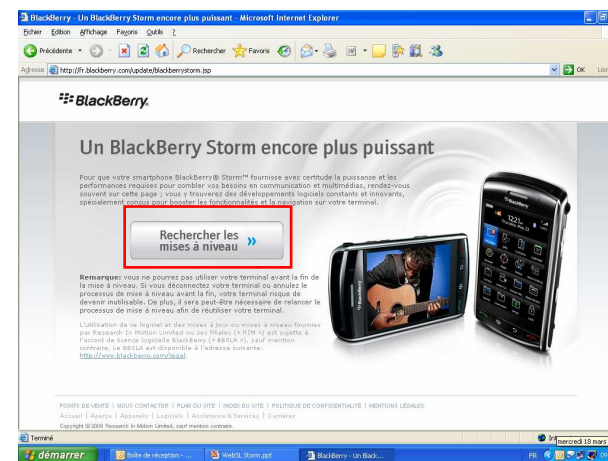 BlackBerry - Un BlackBerry Storm encore plus puissant - Microsoft Internet Explorer
Fichier Edition Affichage Favoris Outils ?
Précédente Rechercher Favoris
Adresse http://fr.blackberry.com/update/blackberrystorm.jsp OK Lien
BlackBerry.
Un BlackBerry Storm encore plus puissant
Pour que votre smartphone BlackBerry® Storm™ fournisse avec certitude la puissance et les
performances requises pour combler vos besoins en communication et multimédias, rendez-vous
souvent sur cette page ; vous y trouverez des développements logiciels constants et innovants,
spécialement conçus pour booster les fonctionnalités et la navigation sur votre terminal.
Rechercher les
mises à niveau »
Remarque: vous ne pourrez pas utiliser votre terminal avant la fin de
la mise à niveau. Si vous déconnectez votre terminal ou annulez le
processus de mise à niveau avant la fin, votre terminal risque de
devenir inutilisable. De plus, il sera peut-être nécessaire de relancer le
processus de mise à niveau afin de réutiliser votre terminal.
L'utilisation de ce logiciel et des mises à jour ou mises à niveau fournies
par Research In Motion Limited ou ses filiales (« RIM ») est sujette à
l'accord de licence logicielle BlackBerry (« BBSLA »), sauf mention
contraire. Le BBSLA est disponible à l'adresse suivante:
http://www.blackberry.com/legal.
BlackBerry
12:21
Thursday, May 22
POINTS DE VENTE | NOUS CONTACTER | PLAN DU SITE | INDEX DU SITE | POLITIQUE DE CONFIDENTIALITÉ | MENTIONS LÉGALES
Accueil | Aperçu | Appareils | Logiciels | Assistance & Services | Carrières
Copyright © 2009 Research In Motion Limited, sauf mention contraire.
Terminé Int
mercredi 18 mars
démarrer Boîte de réception - ... WebSL Storm.ppt BlackBerry - Un Black... FR 09